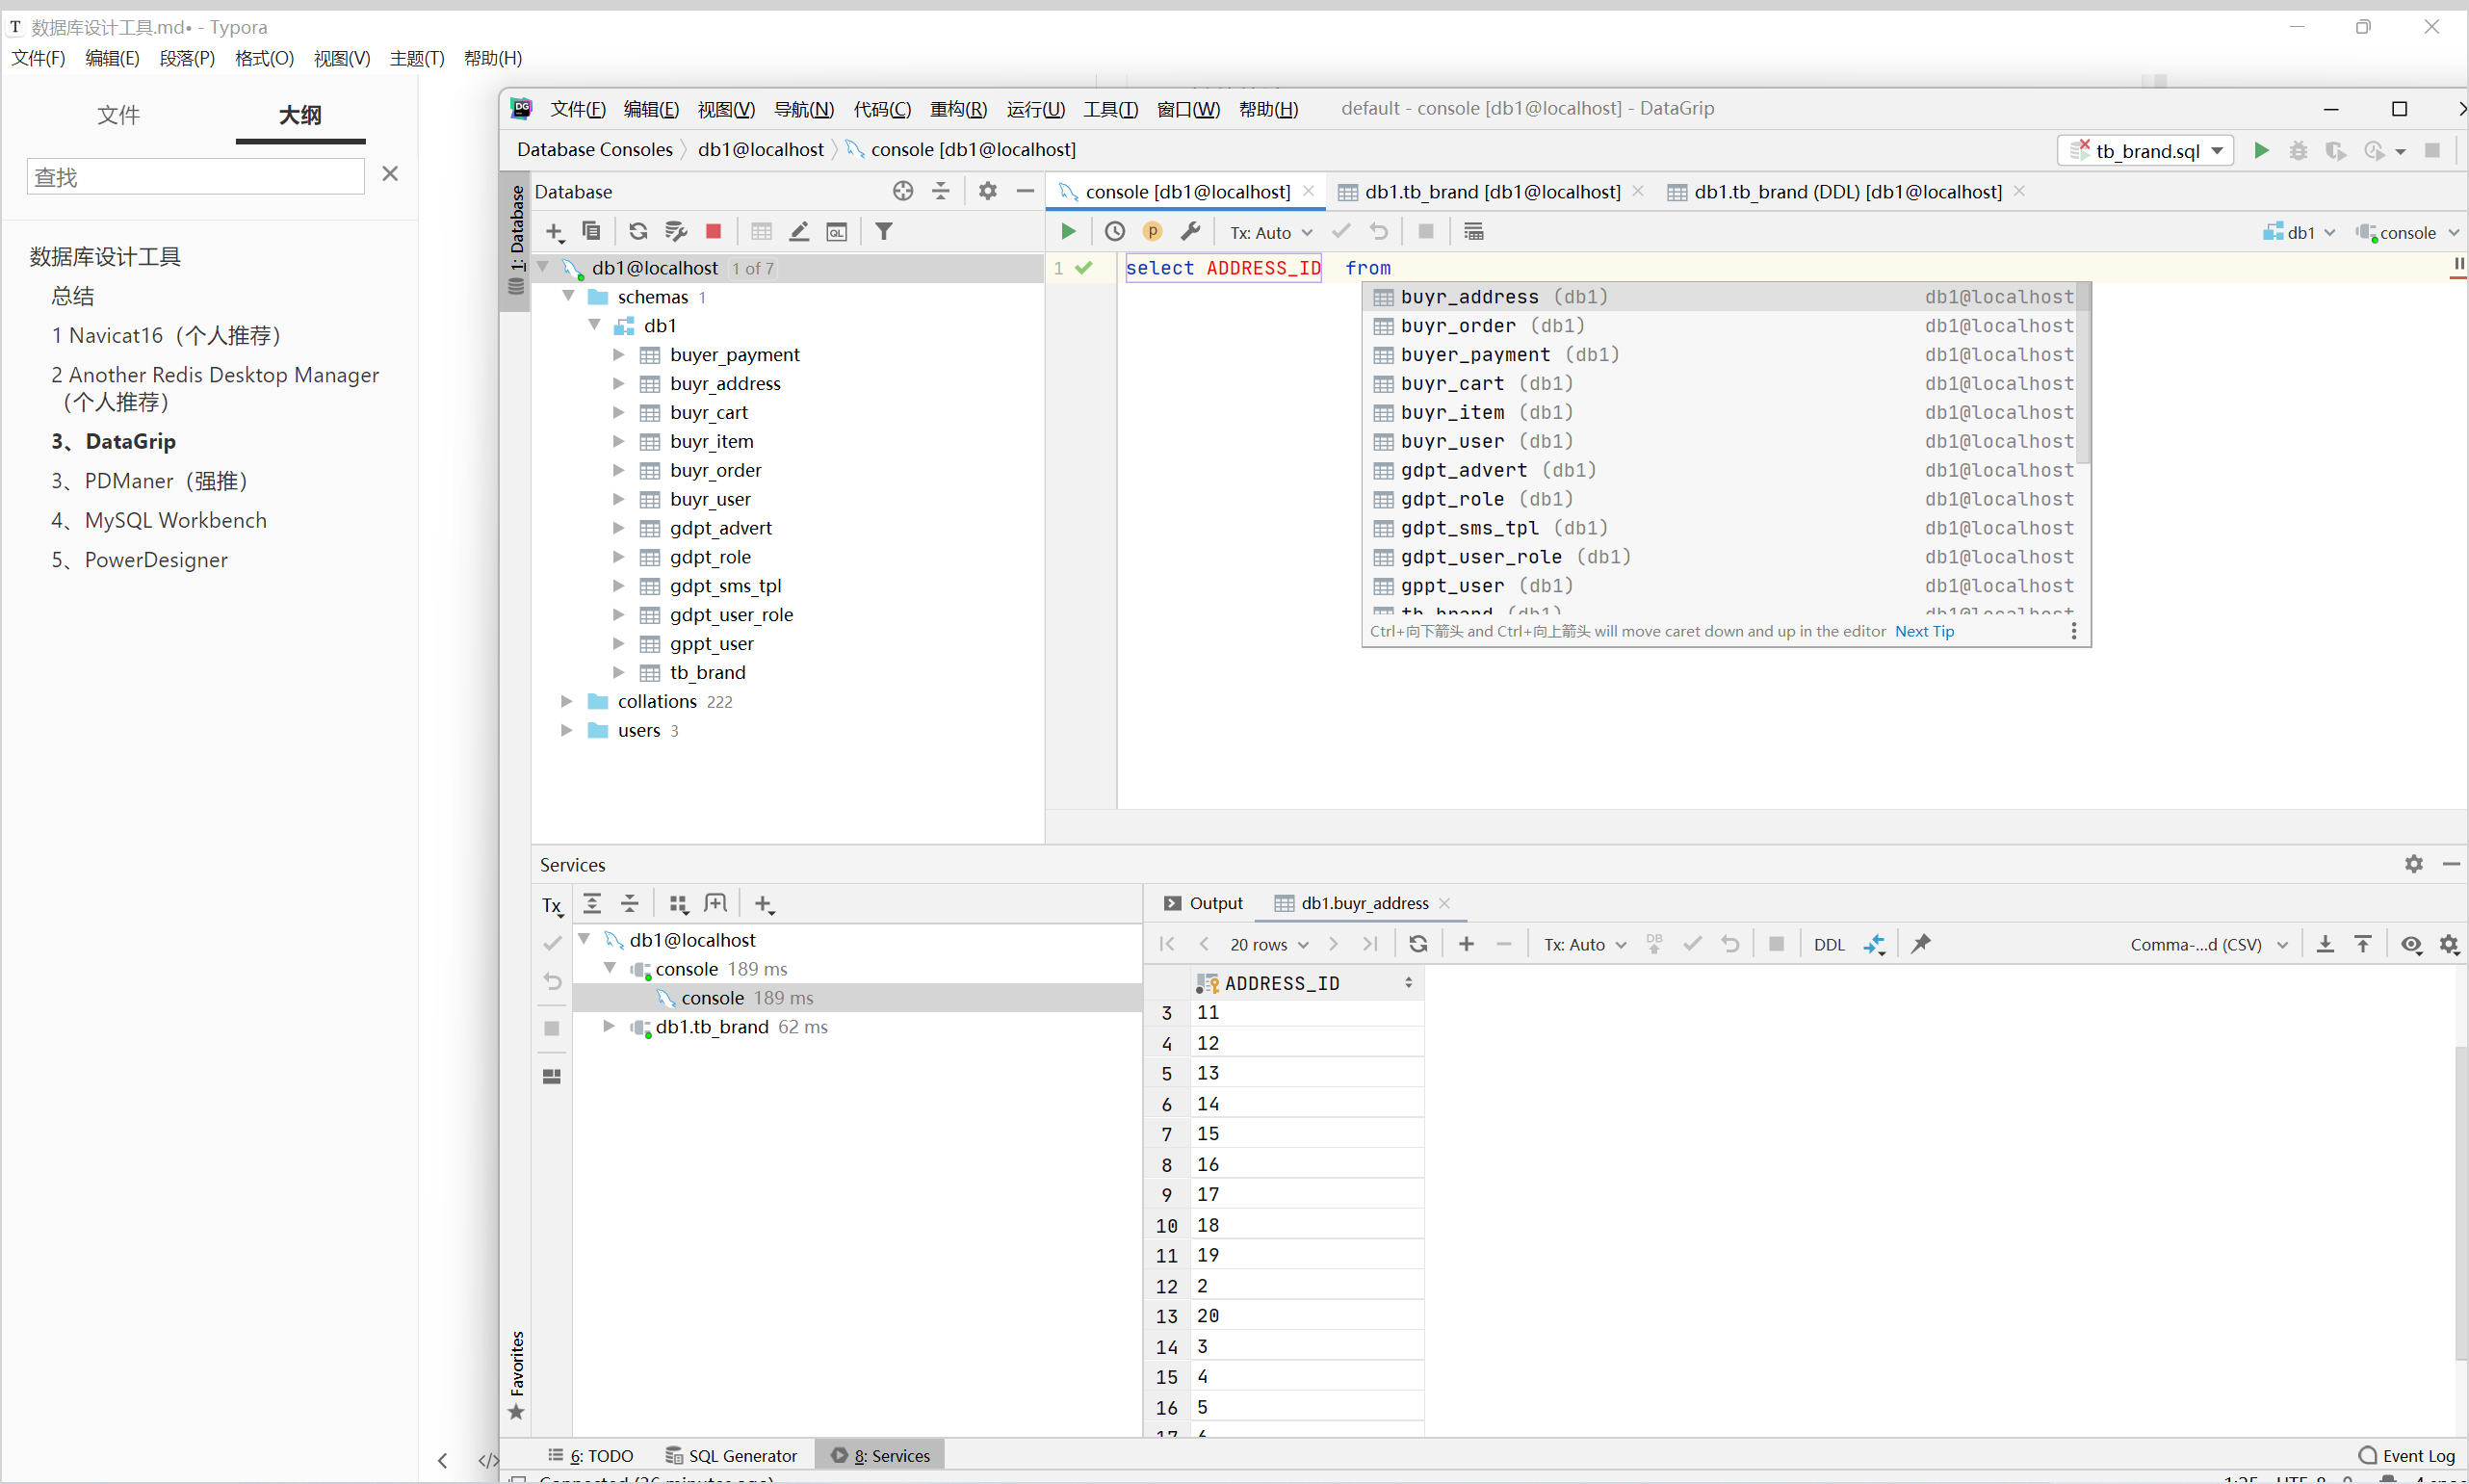 数据库设计工具.md• - Typora
文件(F) 编辑(E) 段落(P) 格式(O) 视图(V) 主题(T) 帮助(H)
文件 大纲
查找
数据库设计工具
总结
1 Navicat16（个人推荐）
2 Another Redis Desktop Manager
（个人推荐）
3、DataGrip
3、PDManer（强推）
4、MySQL Workbench
5、PowerDesigner
文件(F) 编辑(E) 视图(V) 导航(N) 代码(C) 重构(R) 运行(U) 工具(T) 窗口(W) 帮助(H) default - console [db1@localhost] - DataGrip
Database Consoles db1@localhost console [db1@localhost] tb_brand.sql
1: Database
Database
db1@localhost 1 of 7
schemas 1
db1
buyer_payment
buyr_address
buyr_cart
buyr_item
buyr_order
buyr_user
gdpt_advert
gdpt_role
gdpt_sms_tpl
gdpt_user_role
gppt_user
tb_brand
collations 222
users 3
console [db1@localhost] db1.tb_brand [db1@localhost] db1.tb_brand (DDL) [db1@localhost]
Tx: Auto db1 console
1 select ADDRESS_ID from
buyr_address (db1) db1@localhost
buyr_order (db1) db1@localhost
buyer_payment (db1) db1@localhost
buyr_cart (db1) db1@localhost
buyr_item (db1) db1@localhost
buyr_user (db1) db1@localhost
gdpt_advert (db1) db1@localhost
gdpt_role (db1) db1@localhost
gdpt_sms_tpl (db1) db1@localhost
gdpt_user_role (db1) db1@localhost
gppt_user (db1) db1@localhost
tb_brand (db1) db1@localhost
Ctrl+向下箭头 and Ctrl+向上箭头 will move caret down and up in the editor Next Tip
Services
Tx
db1@localhost
console 189 ms
console 189 ms
db1.tb_brand 62 ms
Output db1.buyr_address
20 rows Tx: Auto DB DDL Comma-...d (CSV)
ADDRESS_ID
3 11
4 12
5 13
6 14
7 15
8 16
9 17
10 18
11 19
12 2
13 20
14 3
15 4
16 5
17 6
Favorites
6: TODO SQL Generator 8: Services Event Log
Connected (26 minutes ago)